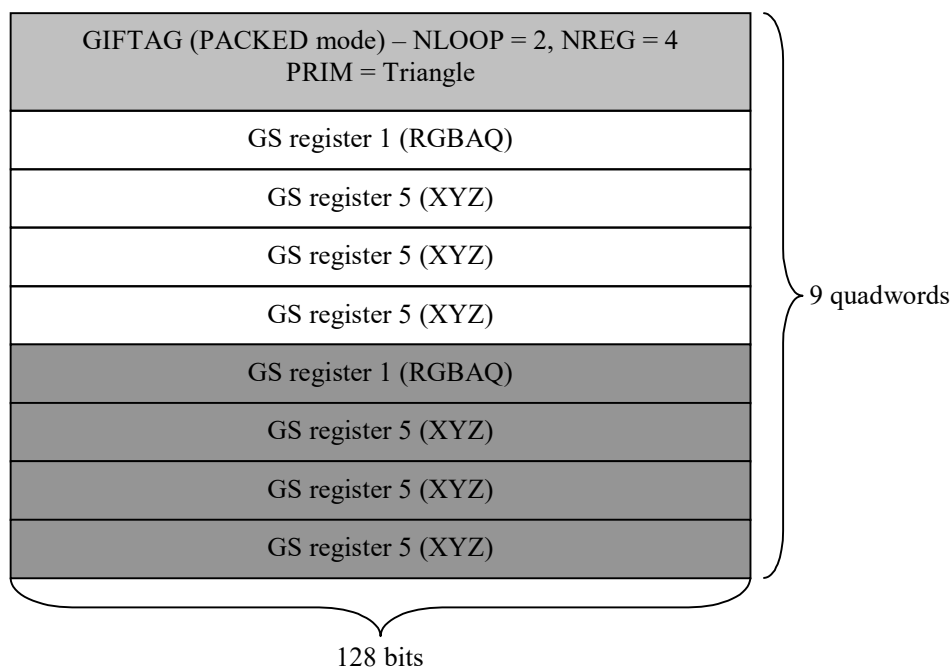 GIFTAG (PACKED mode) – NLOOP = 2, NREG = 4
PRIM = Triangle
GS register 1 (RGBAQ)
GS register 5 (XYZ)
GS register 5 (XYZ)
GS register 5 (XYZ)
9 quadwords
GS register 1 (RGBAQ)
GS register 5 (XYZ)
GS register 5 (XYZ)
GS register 5 (XYZ)
128 bits